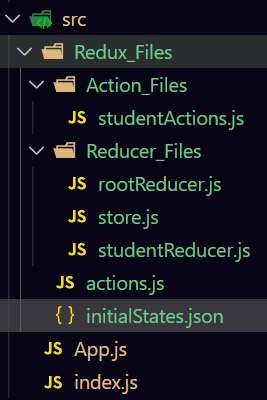 src
Redux_Files
Action_Files
JS studentActions.js
Reducer_Files
JS rootReducer.js
JS store.js
JS studentReducer.js
JS actions.js
{ } initialStates.json
JS App.js
JS index.js